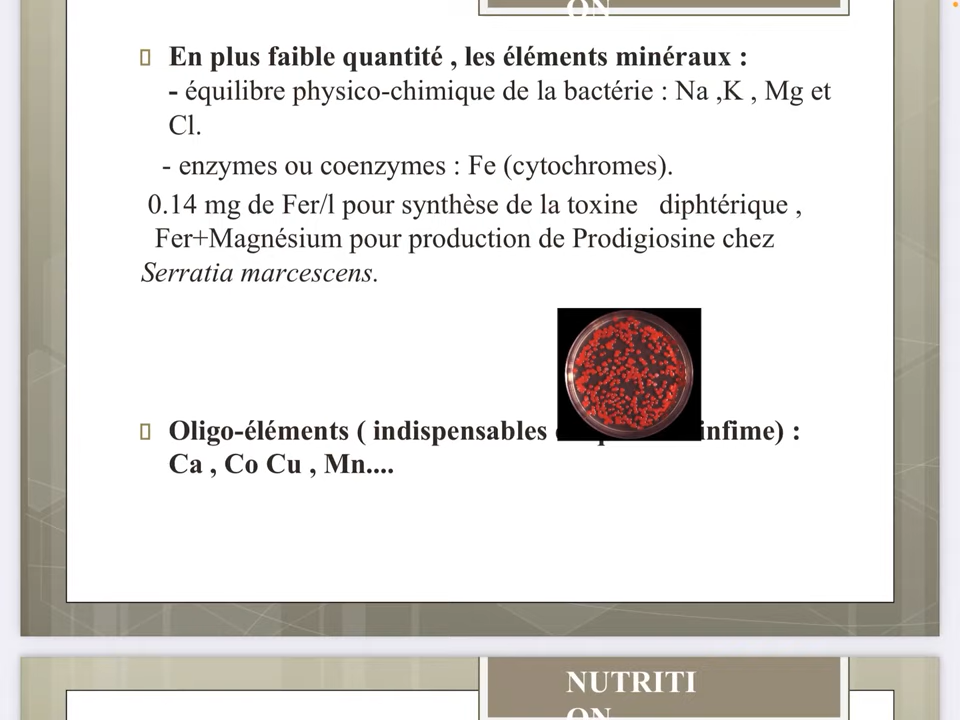 ON
En plus faible quantité , les éléments minéraux :
- équilibre physico-chimique de la bactérie : Na ,K , Mg et
Cl.
- enzymes ou coenzymes : Fe (cytochromes).
0.14 mg de Fer/l pour synthèse de la toxine diphtérique ,
Fer+Magnésium pour production de Prodigiosine chez
Serratia marcescens.
Oligo-éléments ( indispensables infime) :
Ca , Co Cu , Mn....
NUTRITI
ON